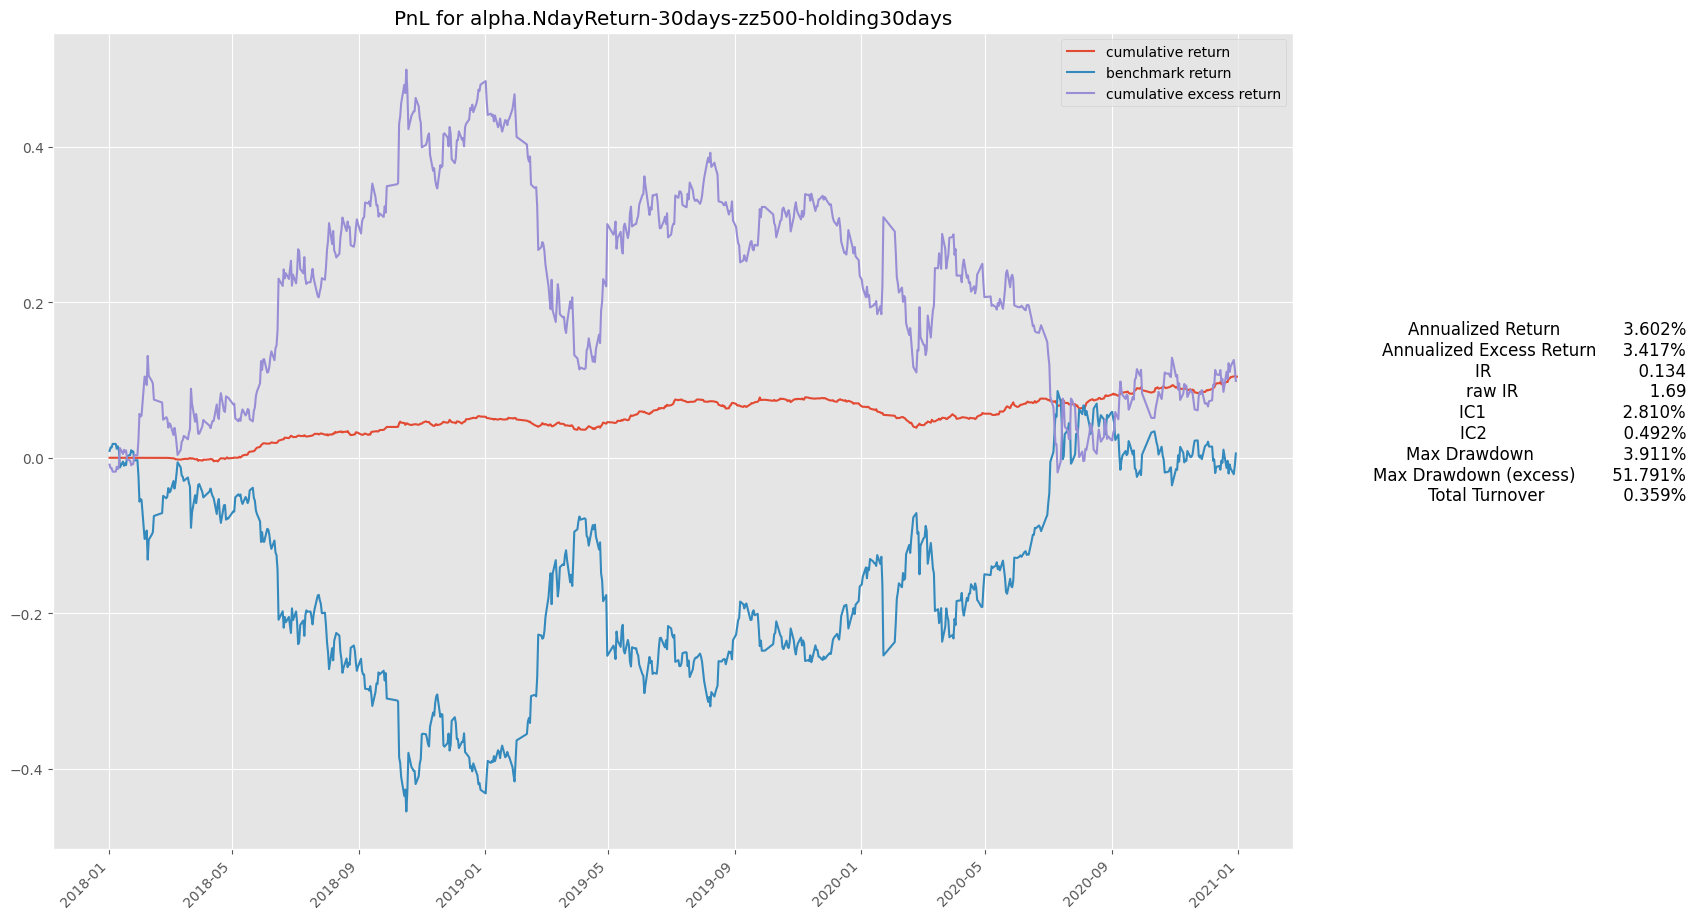 PnL for alpha.NdayReturn-30days-zz500-holding30days
cumulative return
benchmark return
cumulative excess return
0.4
0.2
0.0
−0.2
−0.4
2018-01
2018-05
2018-09
2019-01
2019-05
2019-09
2020-01
2020-05
2020-09
2021-01
Annualized Return 3.602%
Annualized Excess Return 3.417%
IR 0.134
raw IR 1.69
IC1 2.810%
IC2 0.492%
Max Drawdown 3.911%
Max Drawdown (excess) 51.791%
Total Turnover 0.359%